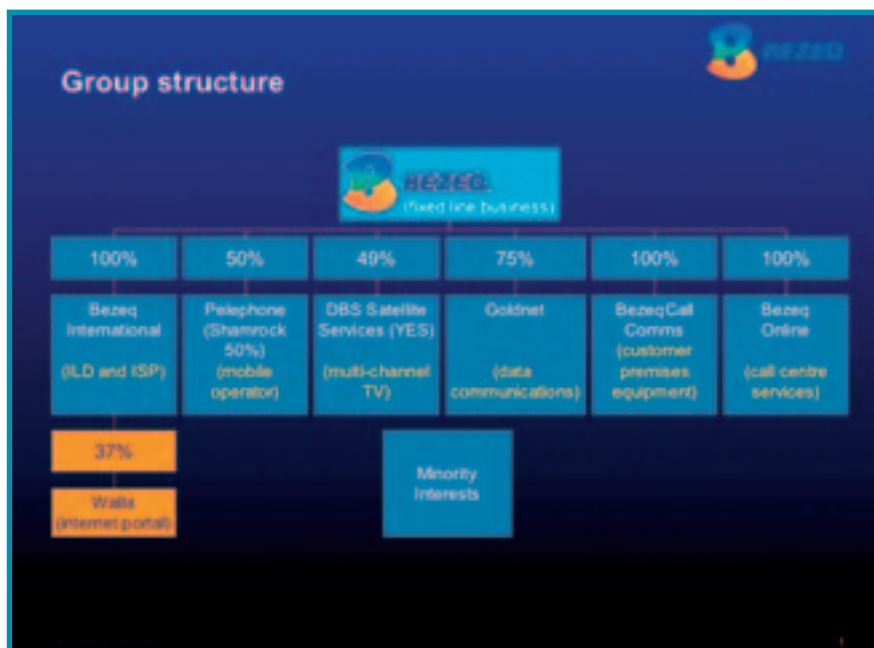 BEZEQ
Group structure
BEZEQ
(fixed line business)
100%
50%
49%
75%
100%
100%
Bezeq
International
(ILD and ISP)
Pelephone
(Shamrock
50%)
(mobile
operator)
DBS Satellite
Services (YES)
(multi-channel
TV)
Goldnet
(data
communications)
BezeqCall
Comms
(customer
premises
equipment)
Bezeq
Online
(call centre
services)
37%
Walla
(internet portal)
Minority
Interests